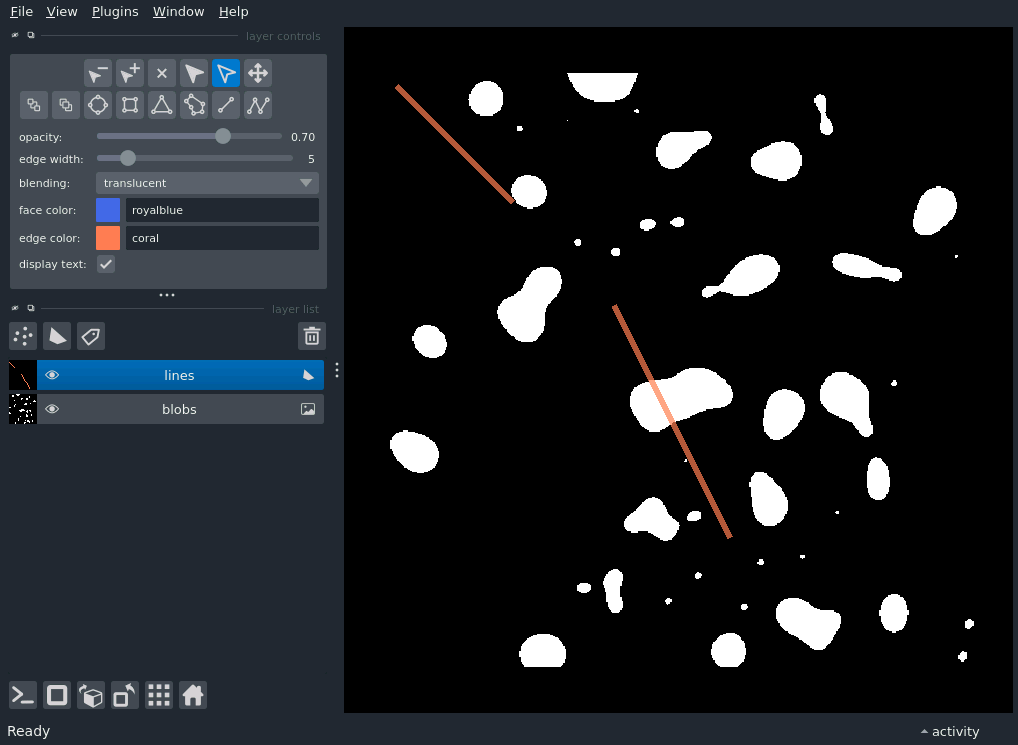 File View Plugins Window Help
layer controls
opacity: 0.70
edge width: 5
blending: translucent
face color: royalblue
edge color: coral
display text:
layer list
lines
blobs
Ready activity